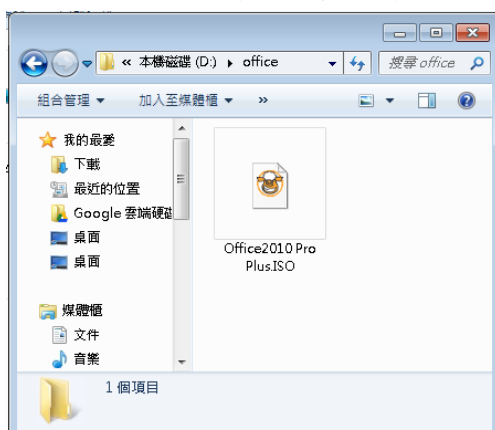 « 本機磁碟 (D:) ▸ office
搜尋 office
組合管理
加入至媒體櫃
»
我的最愛
下載
最近的位置
Google 雲端硬碟
桌面
桌面
媒體櫃
文件
音樂
Office2010 Pro
Plus.ISO
1 個項目